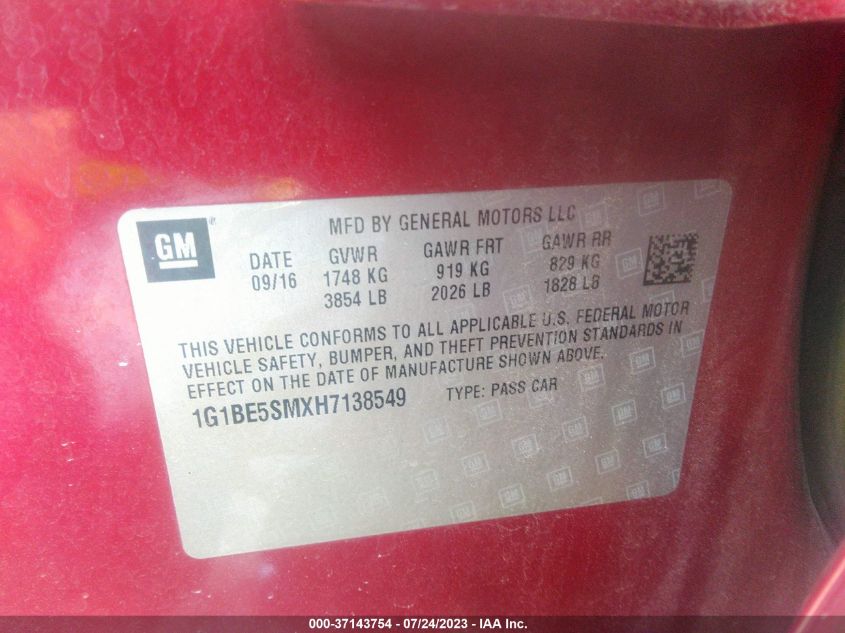 GM
MFD BY GENERAL MOTORS LLC
DATE GVWR GAWR FRT GAWR RR
09/16 1748 KG 919 KG 829 KG
3854 LB 2026 LB 1828 LB
THIS VEHICLE CONFORMS TO ALL APPLICABLE U.S. FEDERAL MOTOR
VEHICLE SAFETY, BUMPER, AND THEFT PREVENTION STANDARDS IN
EFFECT ON THE DATE OF MANUFACTURE SHOWN ABOVE.
1G1BE5SMXH7138549 TYPE: PASS CAR
000-37143754 - 07/24/2023 - IAA Inc.